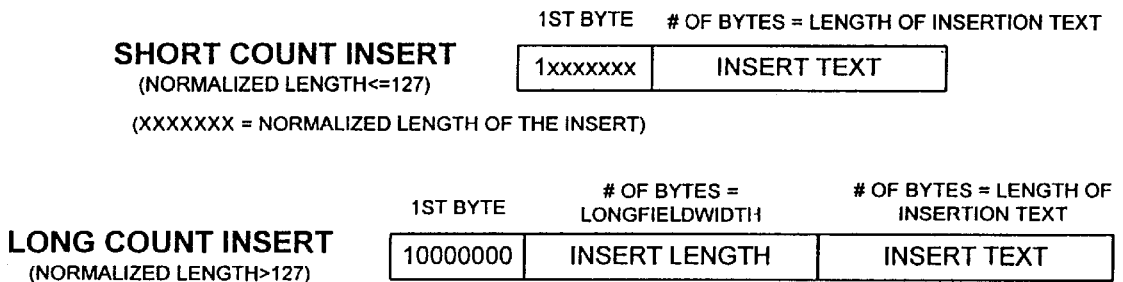 1ST BYTE # OF BYTES = LENGTH OF INSERTION TEXT
SHORT COUNT INSERT
1xxxxxxx INSERT TEXT
(NORMALIZED LENGTH<=127)
(XXXXXXX = NORMALIZED LENGTH OF THE INSERT)
1ST BYTE
# OF BYTES =
LONGFIELDWIDTH
# OF BYTES = LENGTH OF
INSERTION TEXT
LONG COUNT INSERT
10000000 INSERT LENGTH INSERT TEXT
(NORMALIZED LENGTH>127)